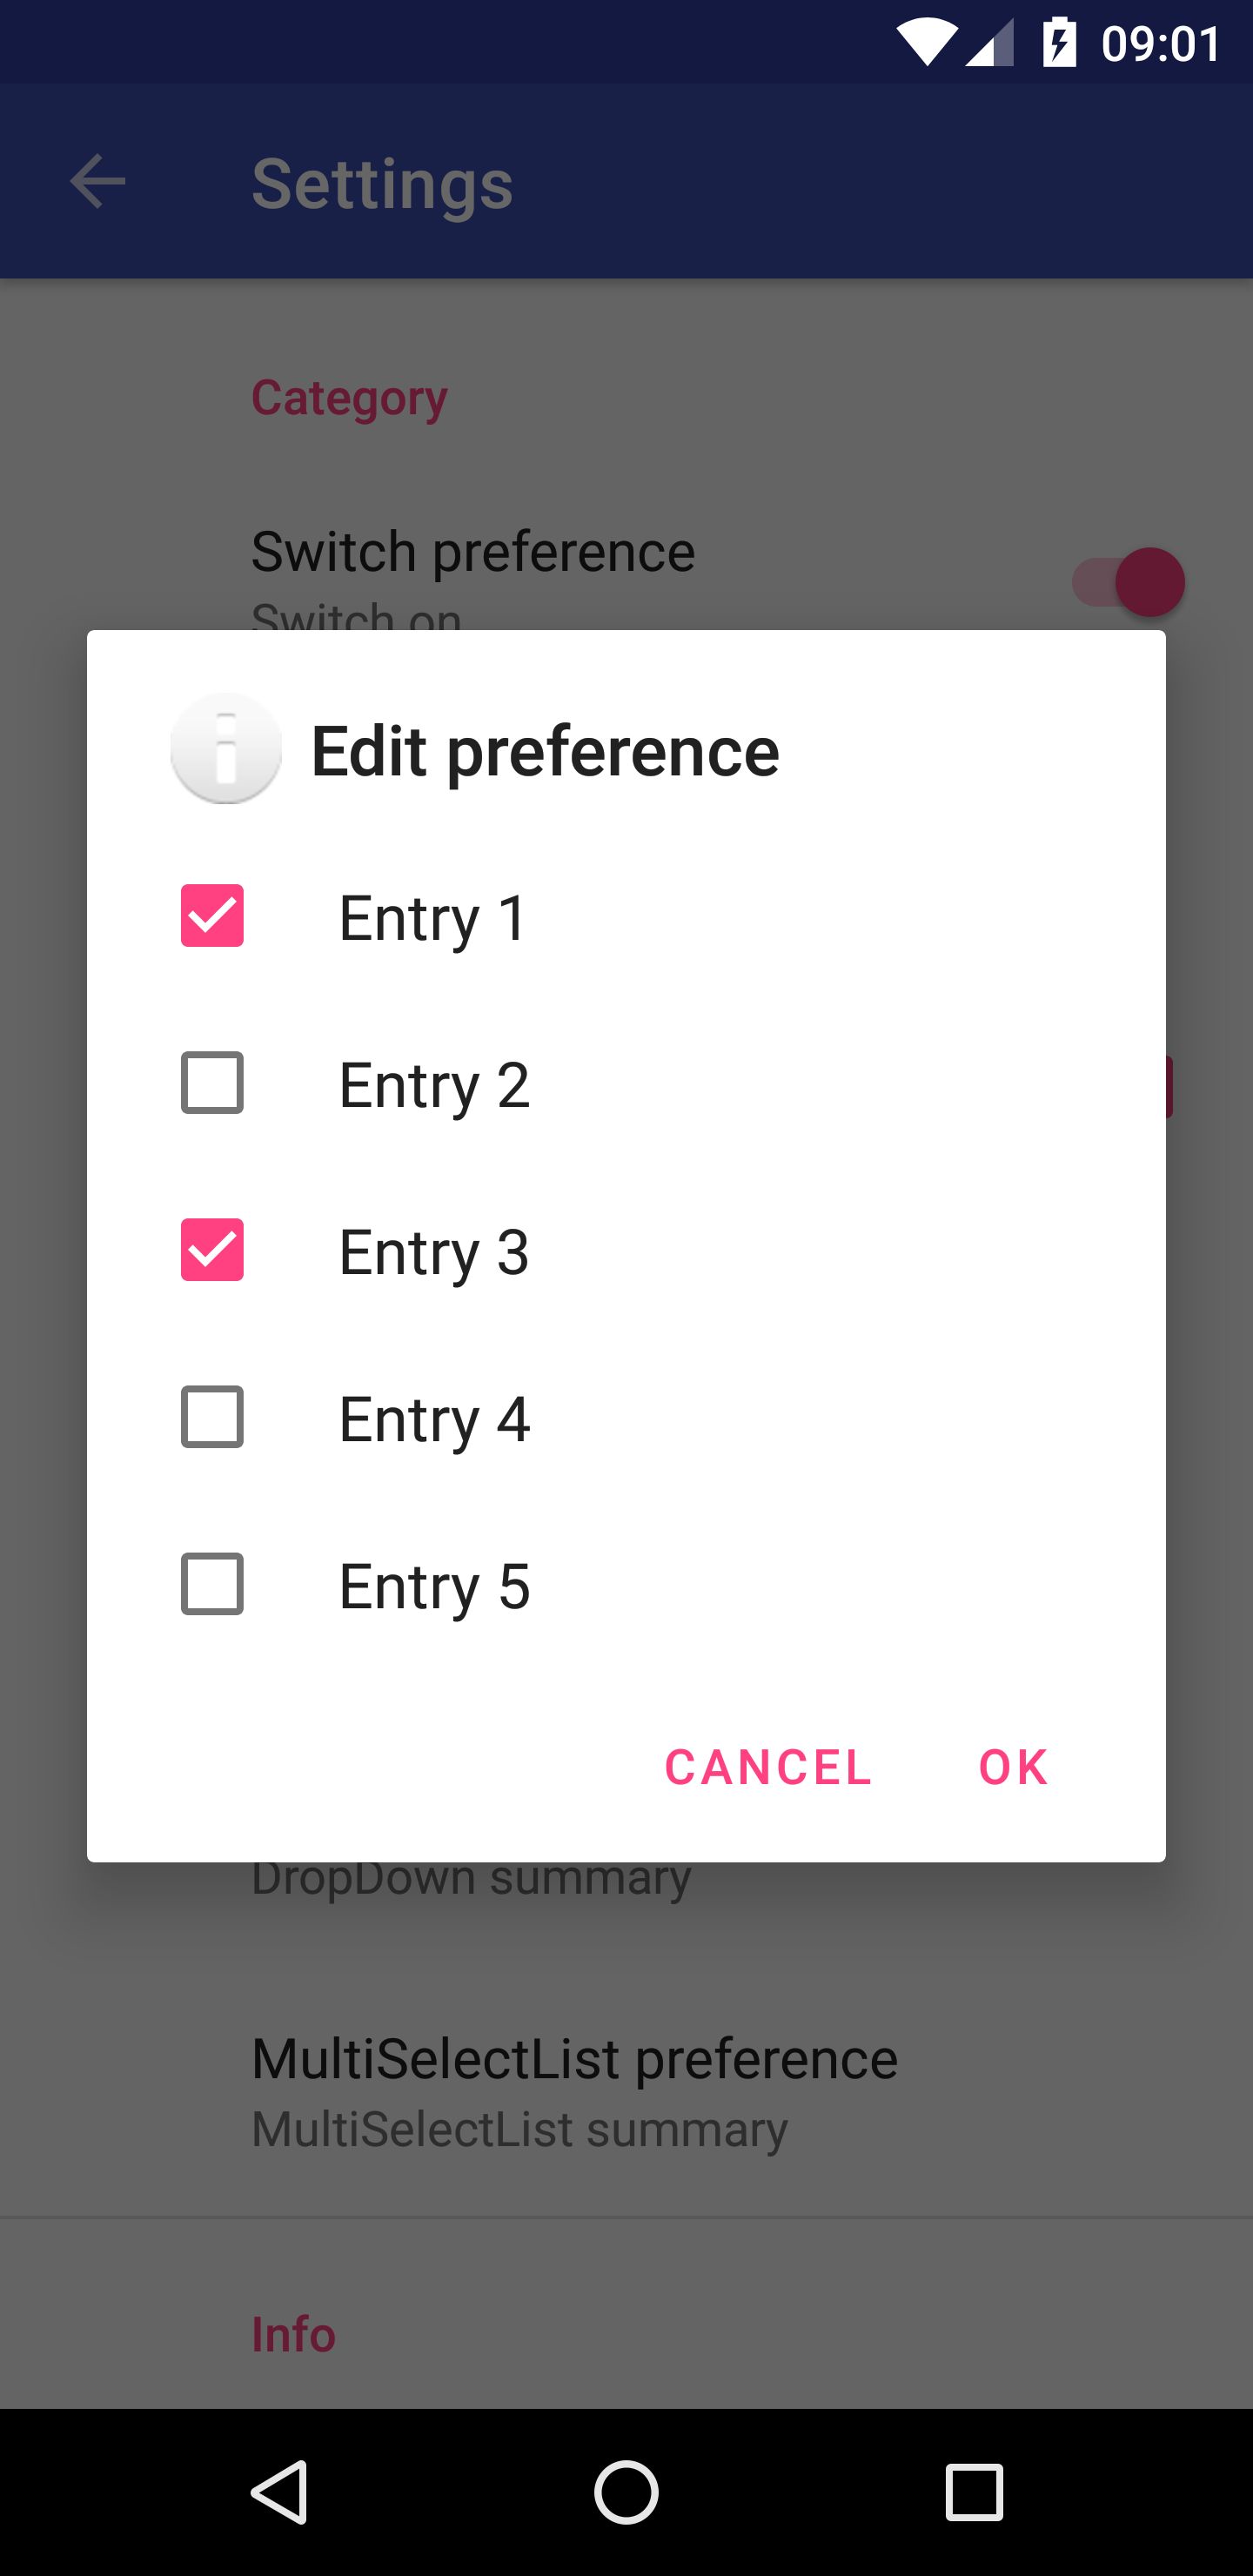 09:01
Settings
Category
Switch preference
Switch on
Edit preference
Entry 1
Entry 2
Entry 3
Entry 4
Entry 5
CANCEL OK
DropDown summary
MultiSelectList preference
MultiSelectList summary
Info